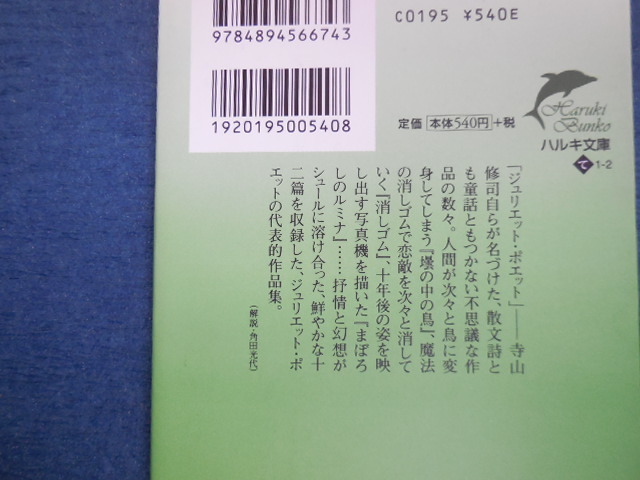 9784894566743
C0195 ¥540E
1920195005408
定価 本体540円 +税
Haruki
Bunko
ハルキ文庫
て 1-2
「ジュリエット・ポエット」――寺山
修司自らが名づけた、散文詩と
も童話ともつかない不思議な作
品の数々。人間が次々と鳥に変
身してしまう『壜の中の鳥』、魔法
の消しゴムで恋敵を次々と消して
いく『消しゴム』、十年後の姿を映
し出す写真機を描いた『まぼろ
しのルミナ』……抒情と幻想が
シュールに溶け合った、鮮やかな十
二篇を収録した、ジュリエット・ポ
エットの代表的作品集。
(解説・角田光代)